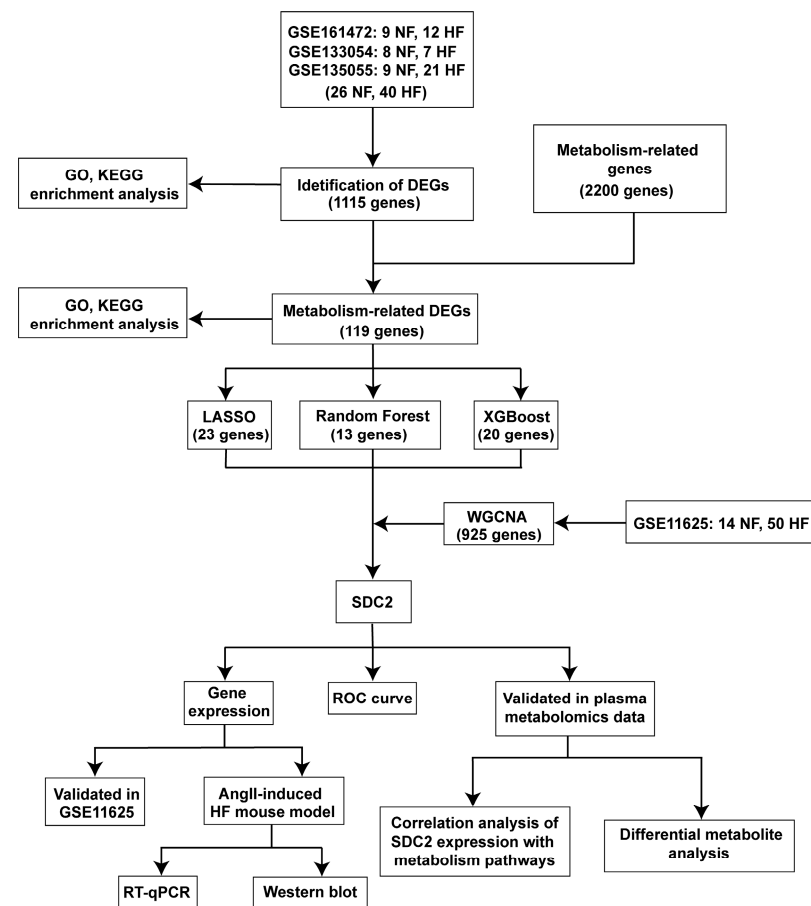 GSE161472: 9 NF, 12 HF
GSE133054: 8 NF, 7 HF
GSE135055: 9 NF, 21 HF
(26 NF, 40 HF)
Metabolism-related
genes
(2200 genes)
GO, KEGG
enrichment analysis
Idetification of DEGs
(1115 genes)
GO, KEGG
enrichment analysis
Metabolism-related DEGs
(119 genes)
LASSO
(23 genes)
Random Forest
(13 genes)
XGBoost
(20 genes)
WGCNA
(925 genes)
GSE11625: 14 NF, 50 HF
SDC2
Gene
expression
ROC curve
Validated in plasma
metabolomics data
Validated in
GSE11625
AngII-induced
HF mouse model
Correlation analysis of
SDC2 expression with
metabolism pathways
Differential metabolite
analysis
RT-qPCR
Western blot